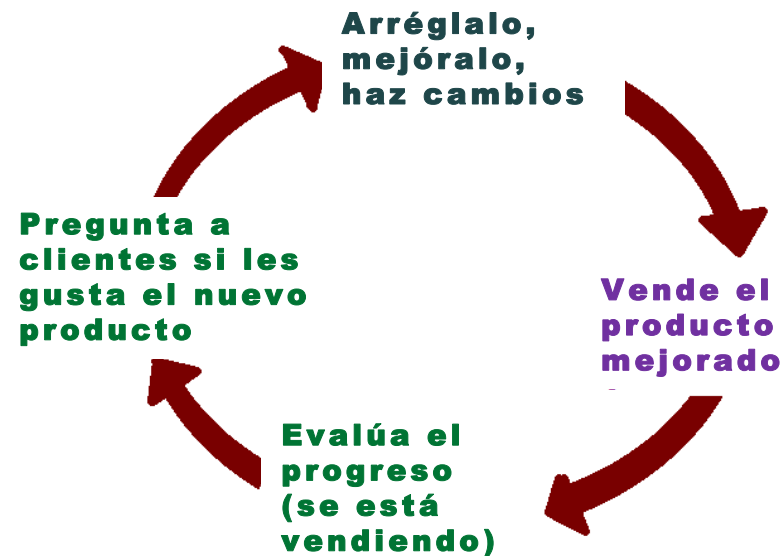 Arréglalo,
mejóralo,
haz cambios
Vende el
producto
mejorado
Evalúa el
progreso
(se está
vendiendo)
Pregunta a
clientes si les
gusta el nuevo
producto